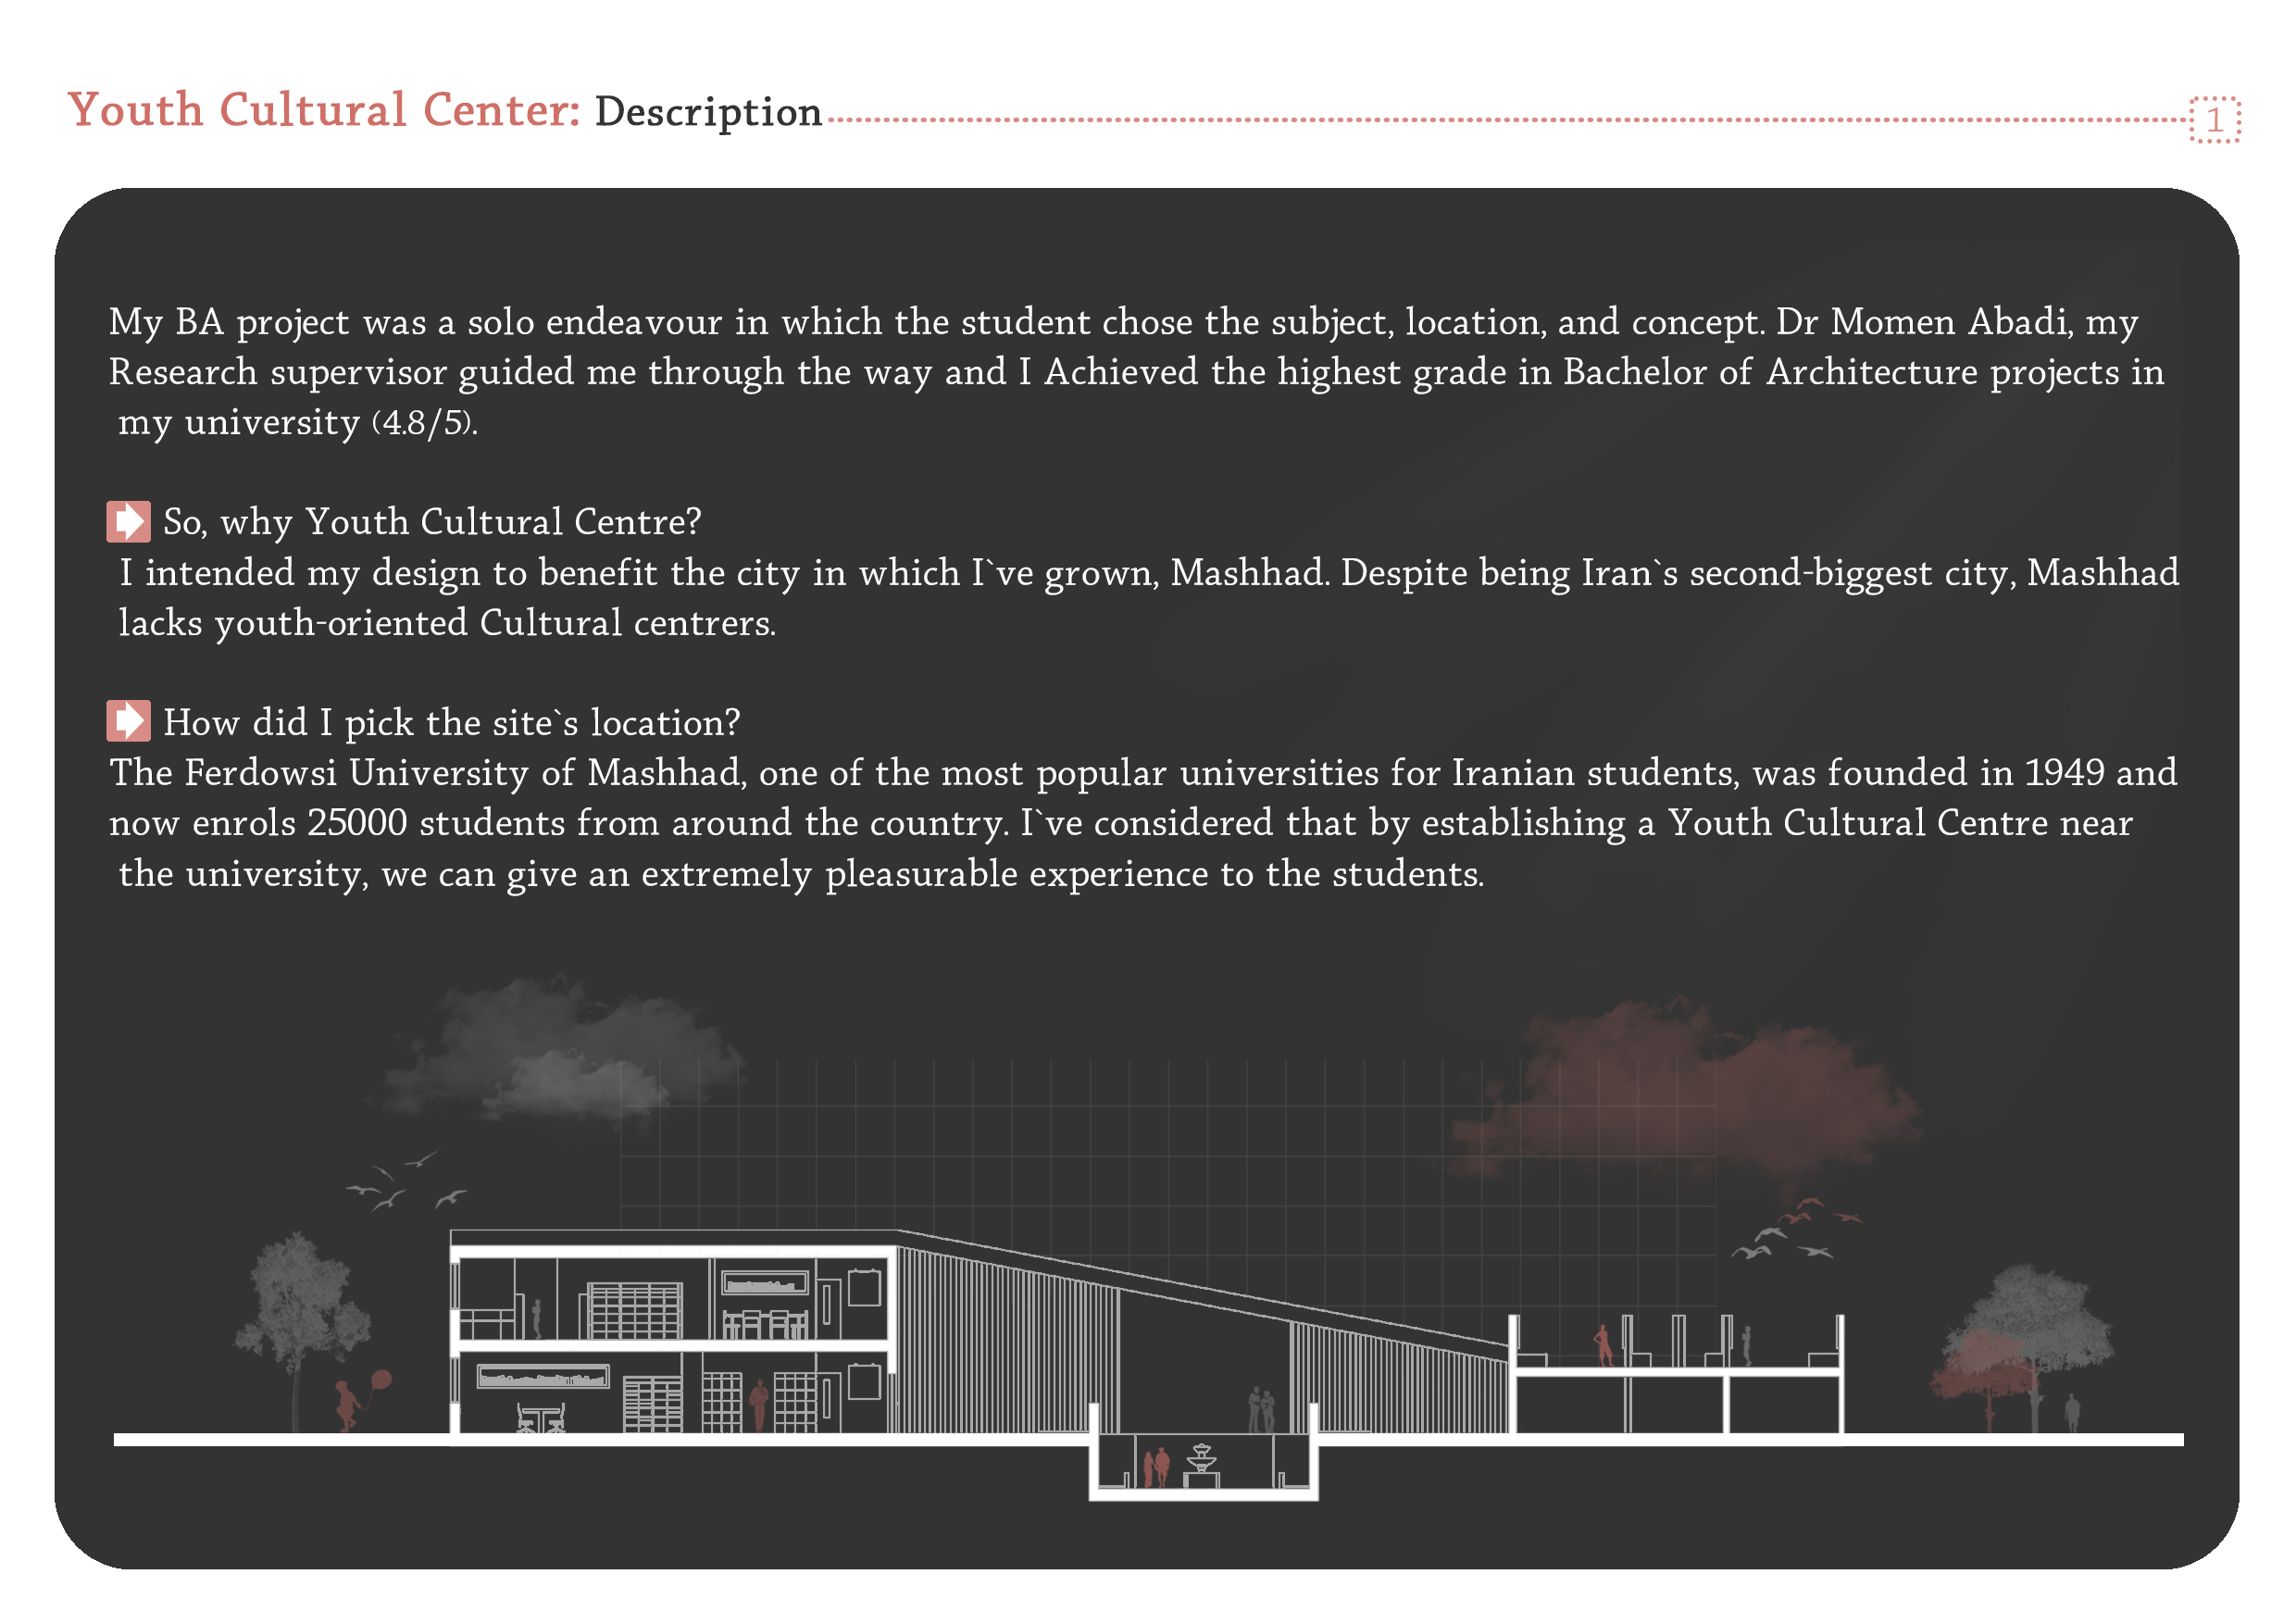 Youth Cultural Center: Description
1
My BA project was a solo endeavour in which the student chose the subject, location, and concept. Dr Momen Abadi, my
Research supervisor guided me through the way and I Achieved the highest grade in Bachelor of Architecture projects in
my university (4.8/5).
So, why Youth Cultural Centre?
I intended my design to benefit the city in which I`ve grown, Mashhad. Despite being Iran`s second-biggest city, Mashhad
lacks youth-oriented Cultural centrers.
How did I pick the site`s location?
The Ferdowsi University of Mashhad, one of the most popular universities for Iranian students, was founded in 1949 and
now enrols 25000 students from around the country. I`ve considered that by establishing a Youth Cultural Centre near
the university, we can give an extremely pleasurable experience to the students.